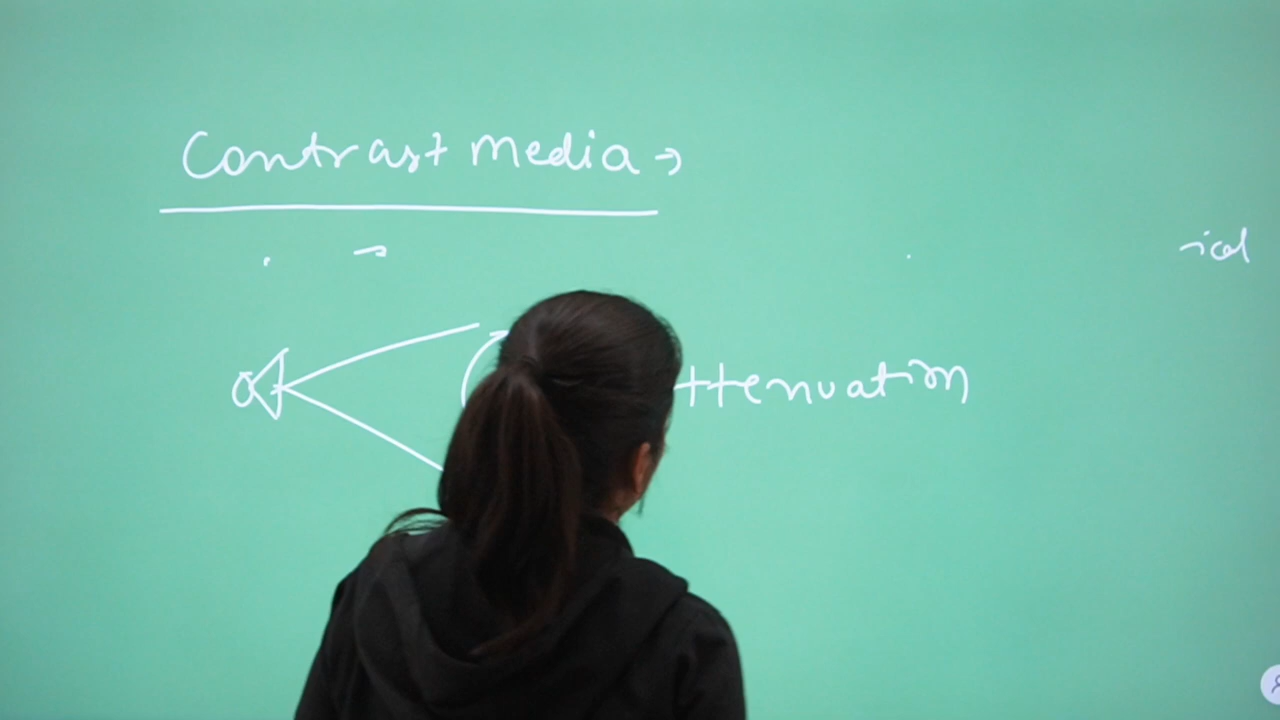 Contrast media →
ical
ttenuation